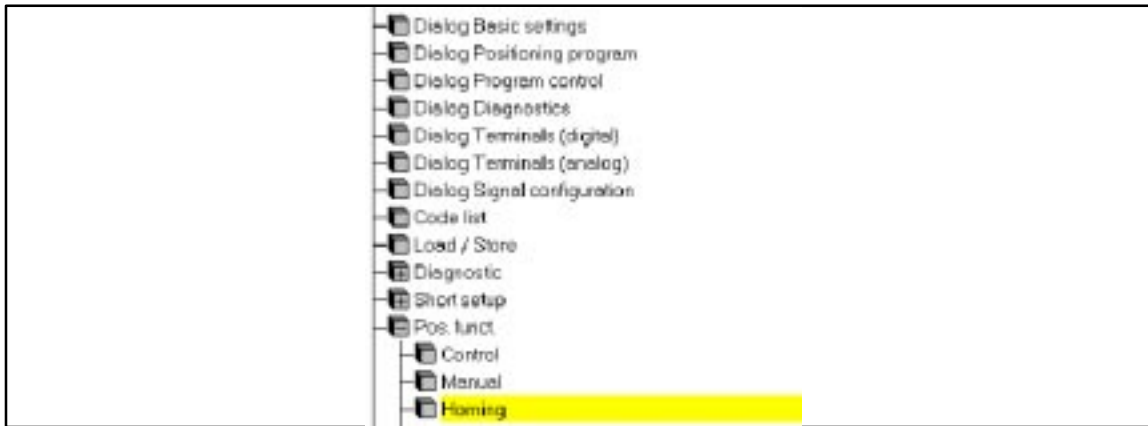 Dialog Basic settings
Dialog Positioning program
Dialog Program control
Dialog Diagnostics
Dialog Terminals (digital)
Dialog Terminals (analog)
Dialog Signal configuration
Code list
Load / Store
Diagnostic
Short setup
Pos. funct.
Control
Manual
Homing